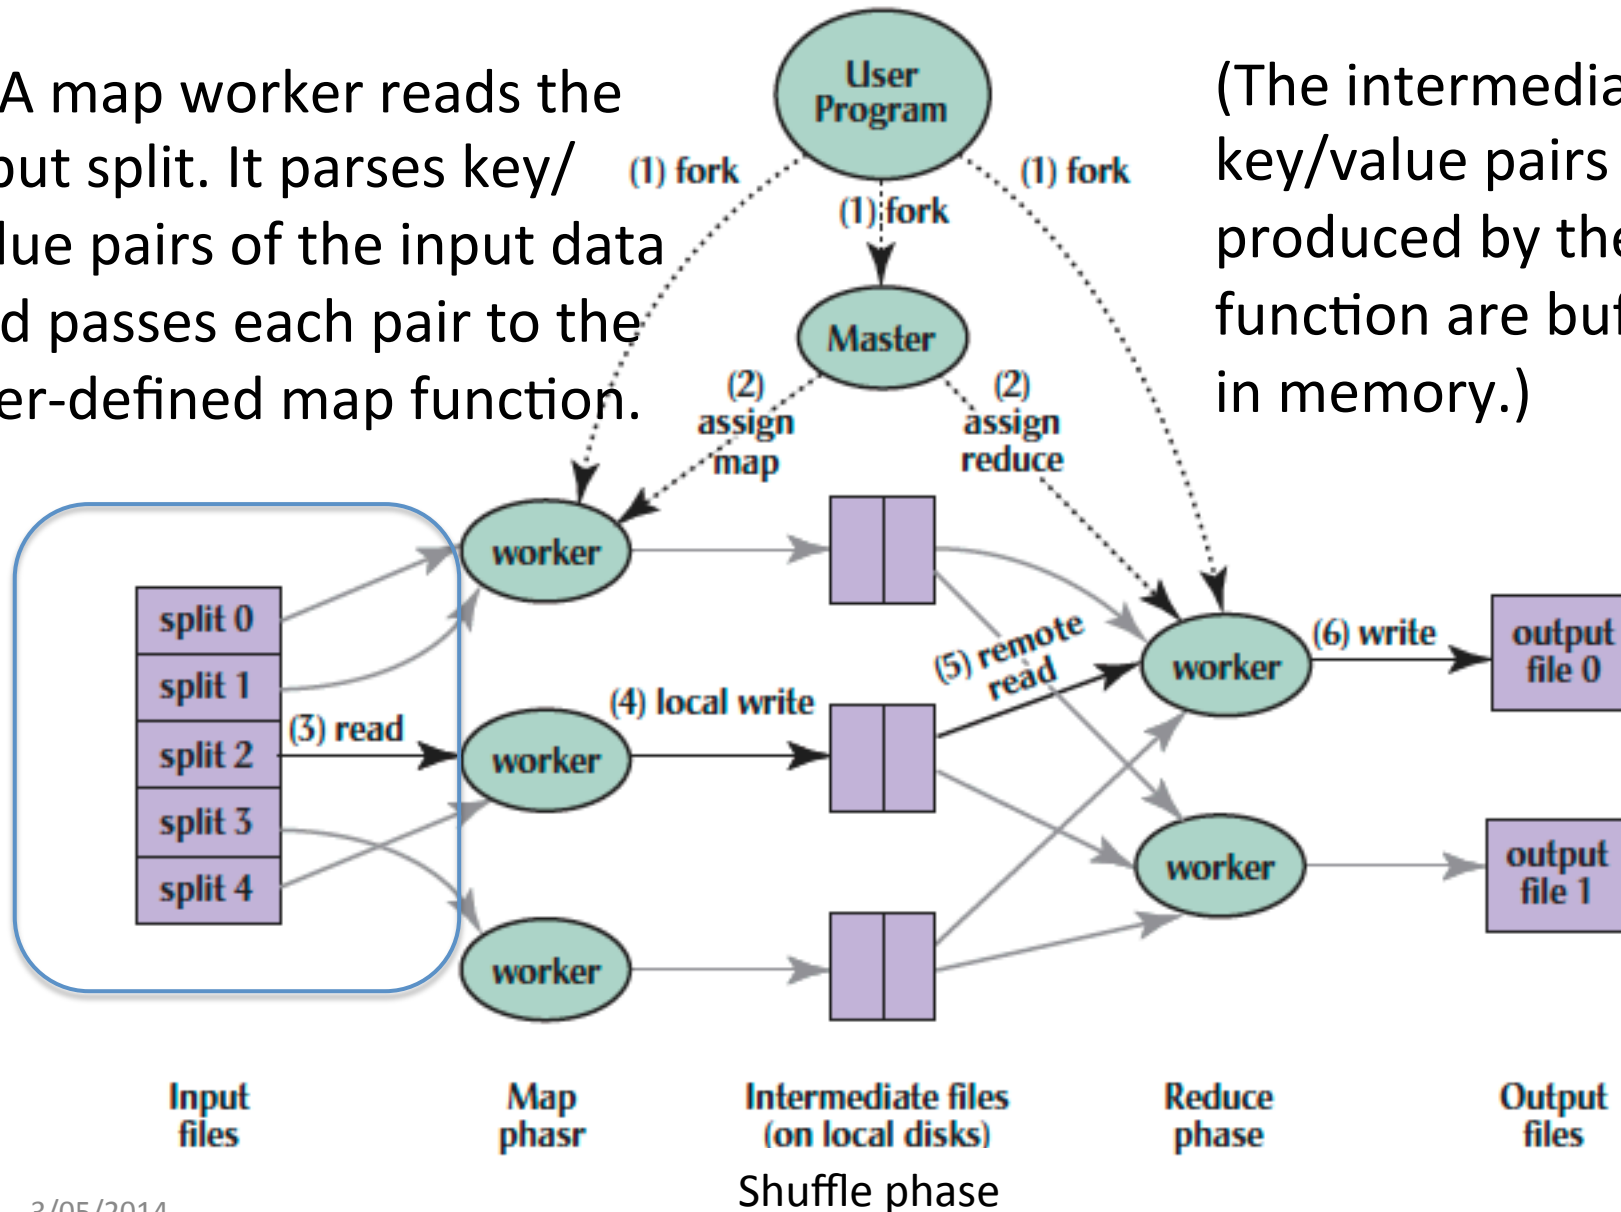 A map worker reads the
put split. It parses key/
lue pairs of the input data
d passes each pair to the
er-defined map function.
(The intermedia
key/value pairs
produced by the
function are buf
in memory.)
User
Program
(1) fork
(1) fork
(1) fork
Master
(2)
assign
map
(2)
assign
reduce
split 0
split 1
split 2
split 3
split 4
(3) read
worker
worker
worker
(4) local write
(5) remote
read
worker
worker
(6) write
output
file 0
output
file 1
Input
files
Map
phasr
Intermediate files
(on local disks)
Reduce
phase
Output
files
Shuffle phase
3/05/2014